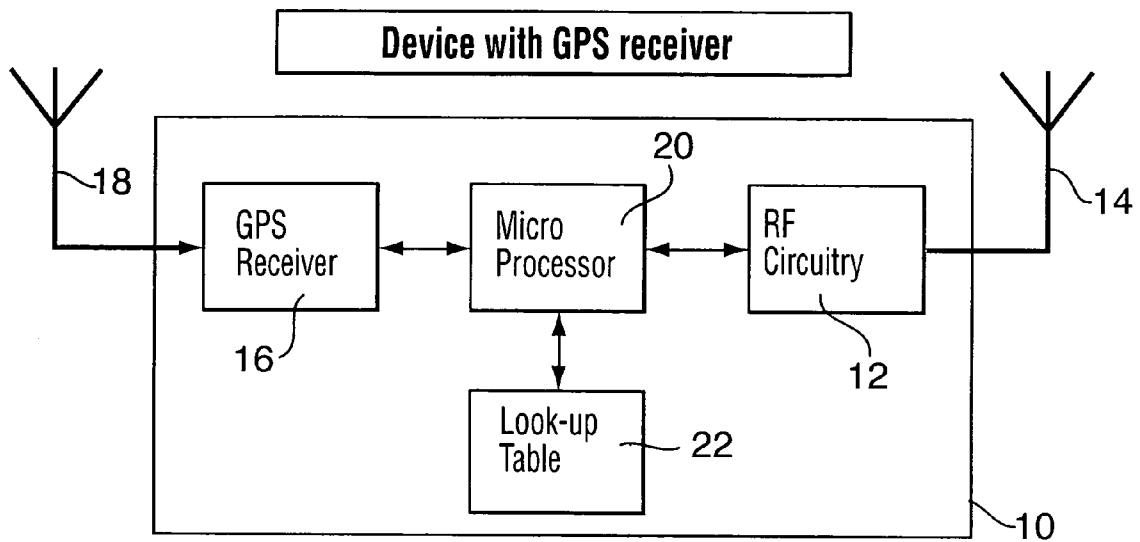 Device with GPS receiver
18
GPS
Receiver
16
20
Micro
Processor
RF
Circuitry
12
14
Look-up
Table
22
10